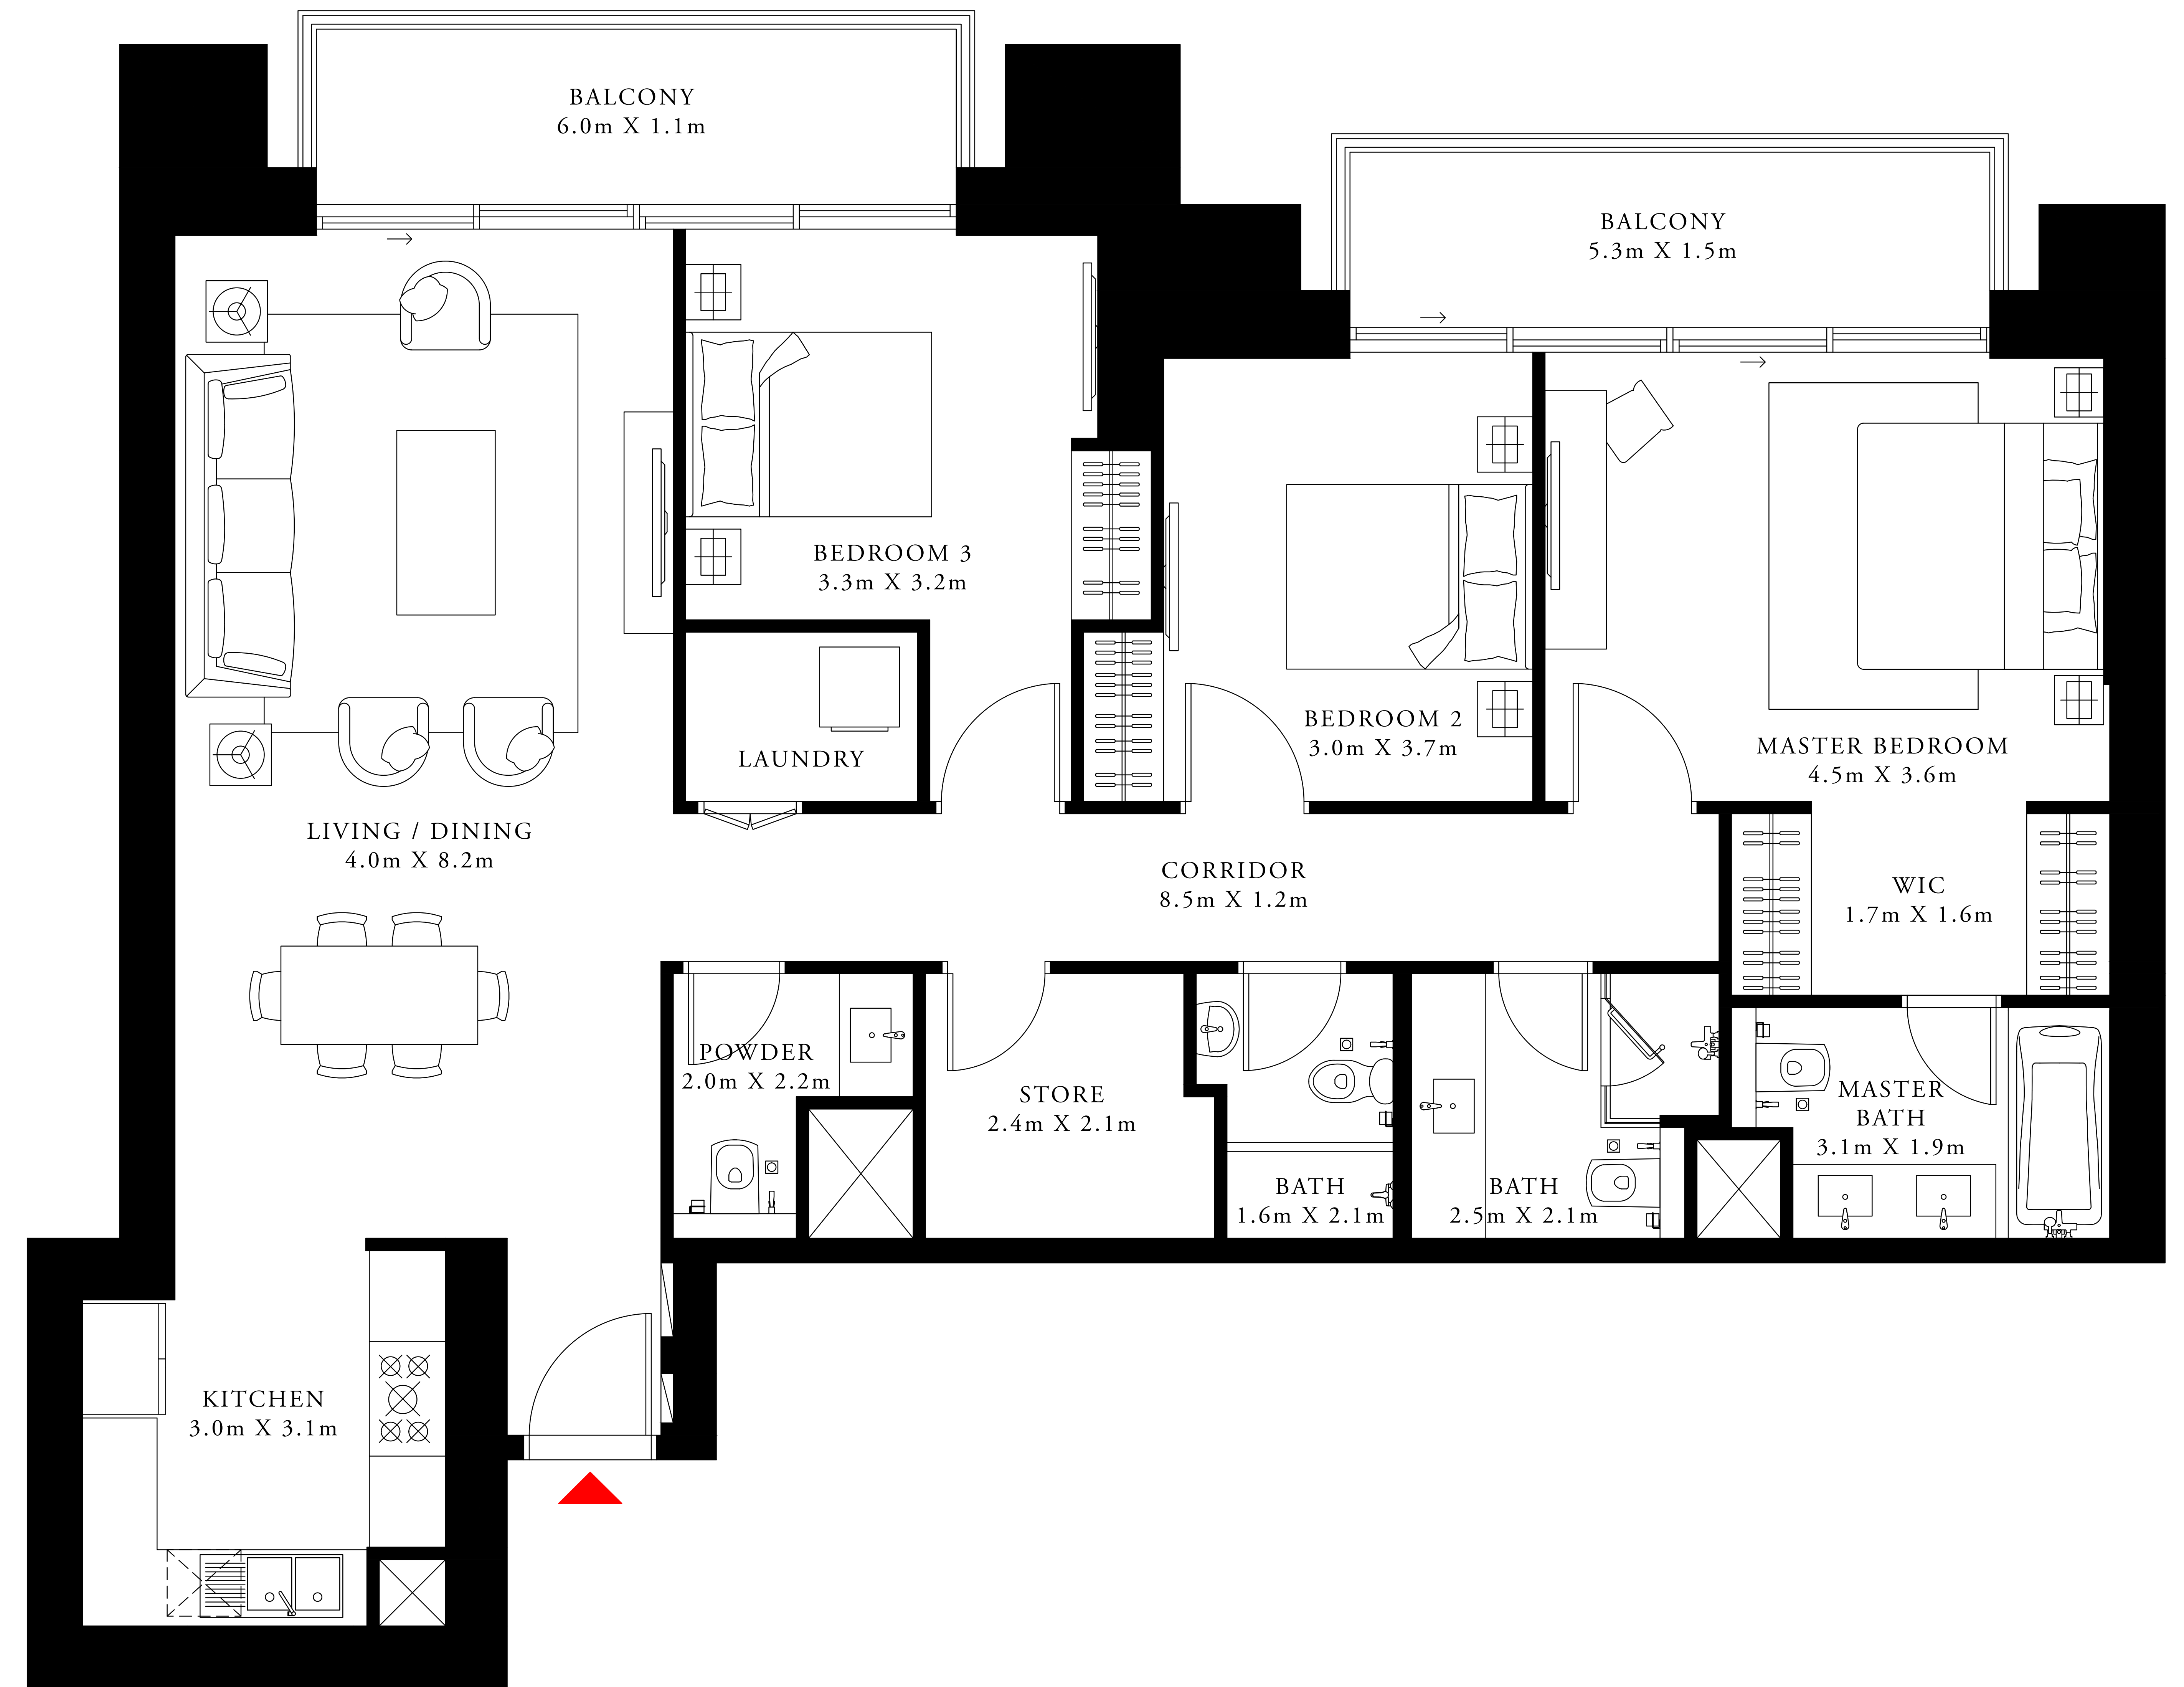 BALCONY
6.0m X 1.1m
BALCONY
5.3m X 1.5m
BEDROOM 3
3.3m X 3.2m
BEDROOM 2
3.0m X 3.7m
MASTER BEDROOM
4.5m X 3.6m
LAUNDRY
LIVING / DINING
4.0m X 8.2m
CORRIDOR
8.5m X 1.2m
WIC
1.7m X 1.6m
POWDER
2.0m X 2.2m
STORE
2.4m X 2.1m
BATH
1.6m X 2.1m
BATH
2.5m X 2.1m
MASTER
BATH
3.1m X 1.9m
KITCHEN
3.0m X 3.1m